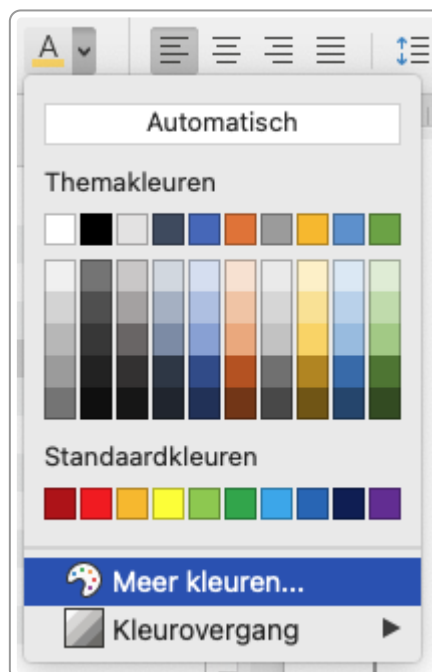 A
Automatisch
Themakleuren
Standaardkleuren
Meer kleuren...
Kleurovergang